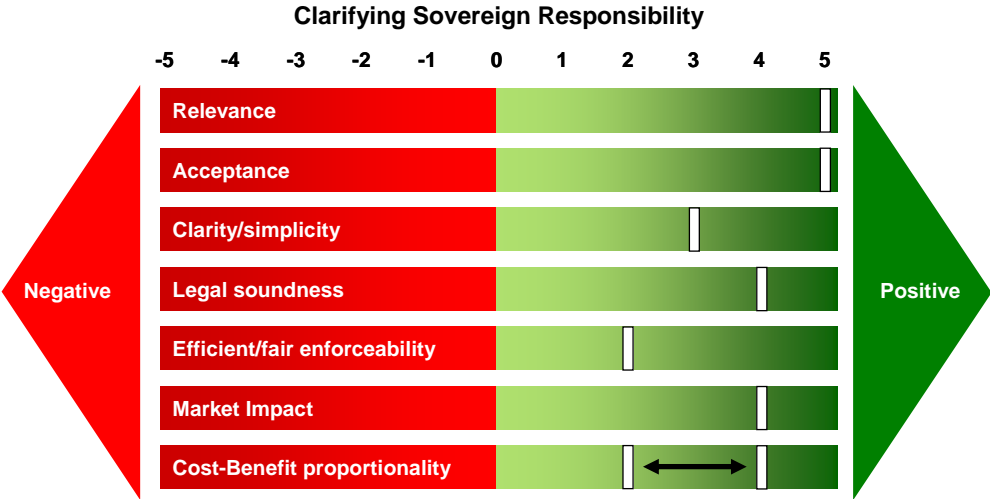 Clarifying Sovereign Responsibility
-5 -4 -3 -2 -1 0 1 2 3 4 5
Relevance
Acceptance
Clarity/simplicity
Negative
Legal soundness
Positive
Efficient/fair enforceability
Market Impact
Cost-Benefit proportionality